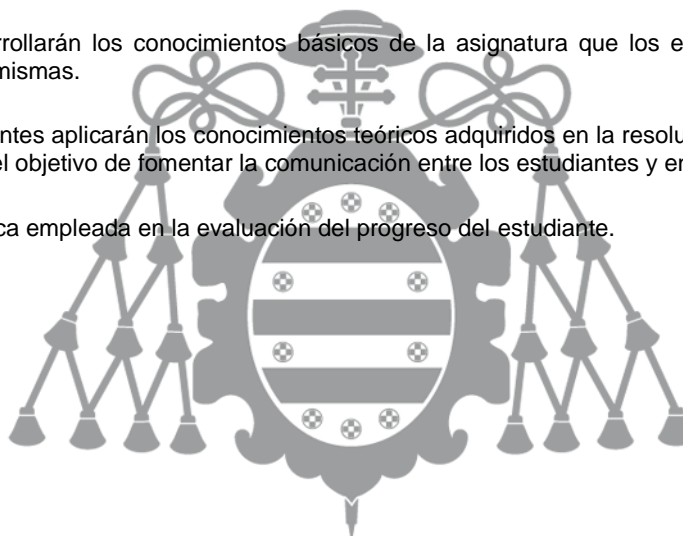 rrollarán los conocimientos básicos de la asignatura que los e
mismas.
ntes aplicarán los conocimientos teóricos adquiridos en la resolu
el objetivo de fomentar la comunicación entre los estudiantes y en
ca empleada en la evaluación del progreso del estudiante.